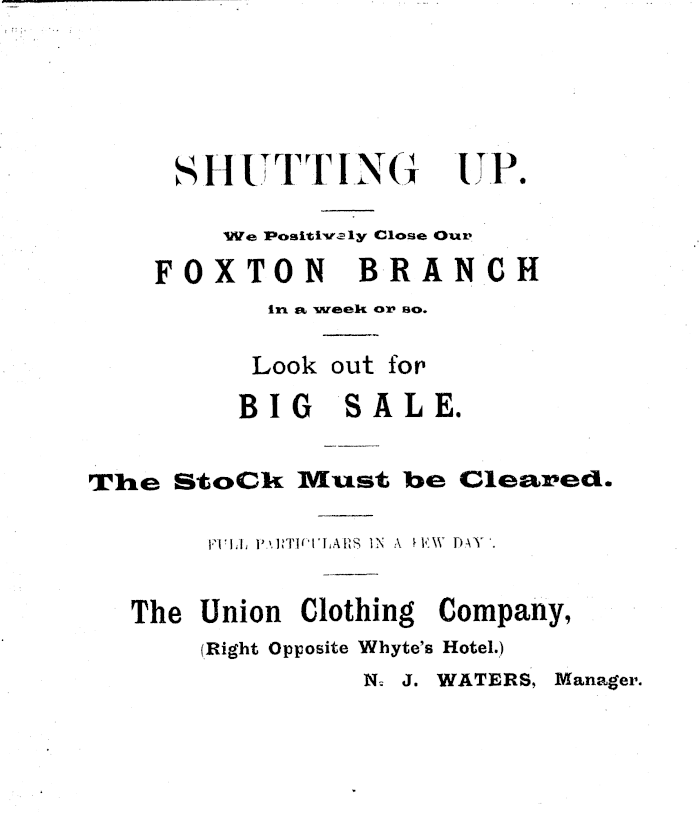 SHUTTING UP.
We Positively Close Our
FOXTON BRANCH
in a week or so.
Look out for
BIG SALE.
The StoCk Must be Cleared.
FULL PARTICULARS IN A FEW DAYS.
The Union Clothing Company,
(Right Opposite Whyte's Hotel.)
N. J. WATERS, Manager.